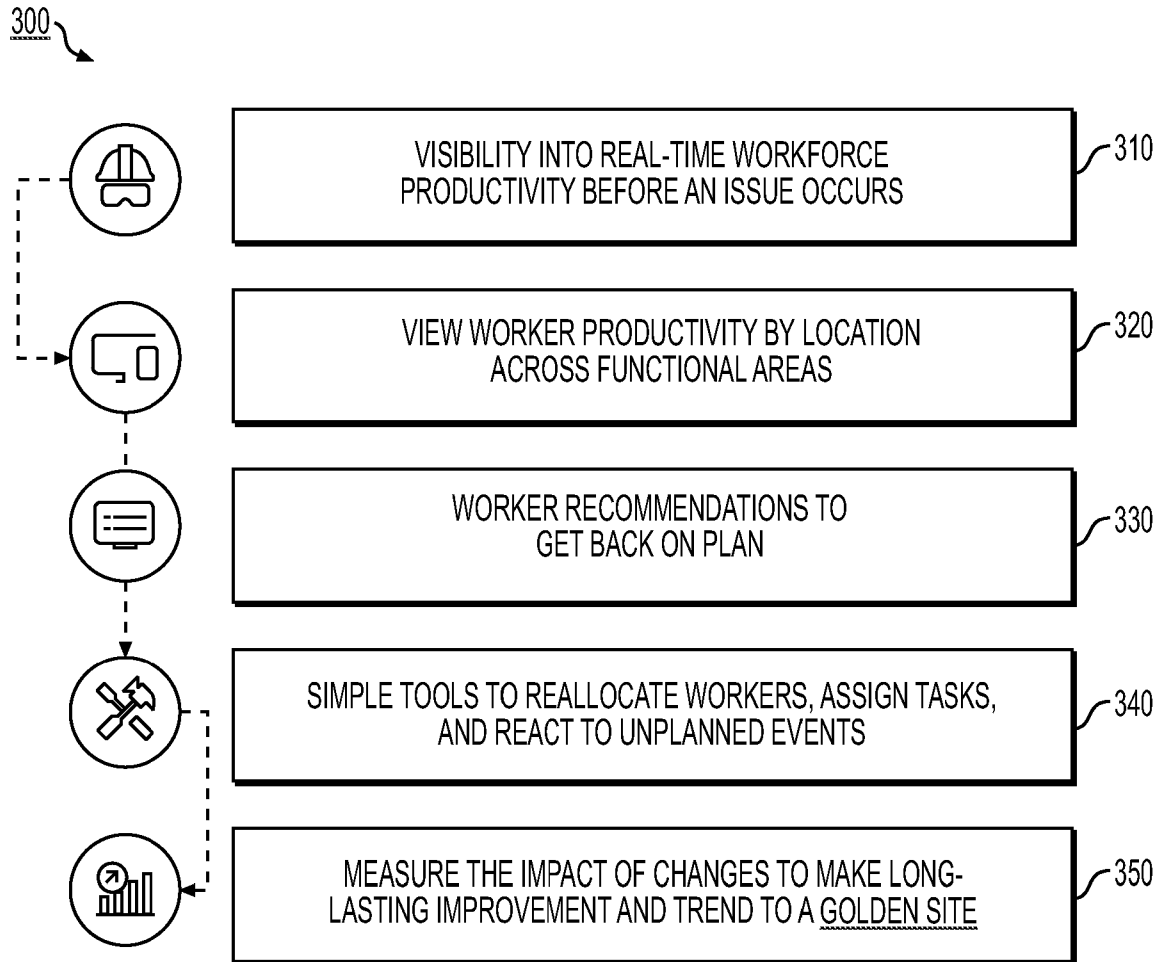 300
VISIBILITY INTO REAL-TIME WORKFORCE
PRODUCTIVITY BEFORE AN ISSUE OCCURS
310
VIEW WORKER PRODUCTIVITY BY LOCATION
ACROSS FUNCTIONAL AREAS
320
WORKER RECOMMENDATIONS TO
GET BACK ON PLAN
330
SIMPLE TOOLS TO REALLOCATE WORKERS, ASSIGN TASKS,
AND REACT TO UNPLANNED EVENTS
340
MEASURE THE IMPACT OF CHANGES TO MAKE LONG-
LASTING IMPROVEMENT AND TREND TO A GOLDEN SITE
350